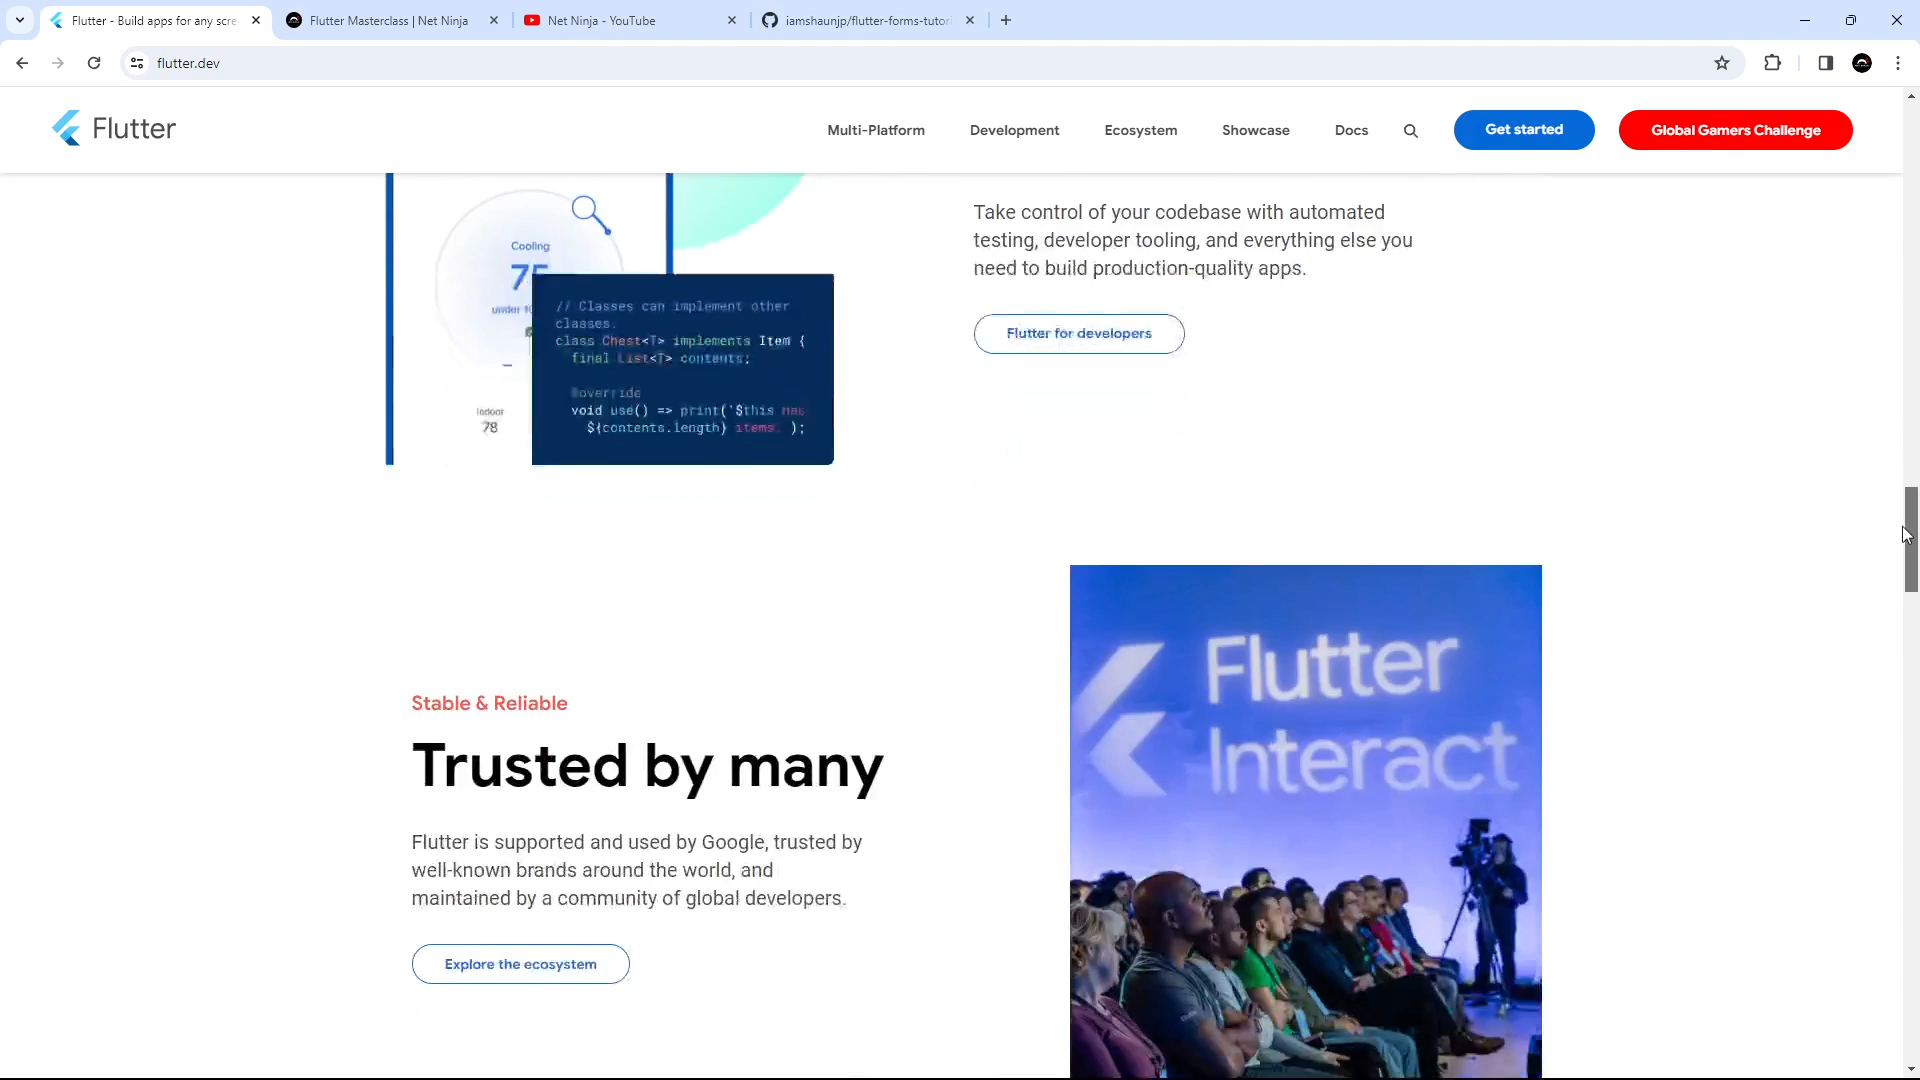 Flutter - Build apps for any scre
Flutter Masterclass | Net Ninja
Net Ninja - YouTube
iamshaunjp/flutter-forms-tutori
flutter.dev
Flutter
Multi-Platform
Development
Ecosystem
Showcase
Docs
Get started
Global Gamers Challenge
Cooling
75
under 10
Indoor
78
// Classes can implement other
classes.
class Chest<T> implements Item {
final List<T> contents;
@override
void use() => print('$this has
${contents.length} items. );
Take control of your codebase with automated
testing, developer tooling, and everything else you
need to build production-quality apps.
Flutter for developers
Stable & Reliable
Trusted by many
Flutter is supported and used by Google, trusted by
well-known brands around the world, and
maintained by a community of global developers.
Explore the ecosystem
Flutter
Interact